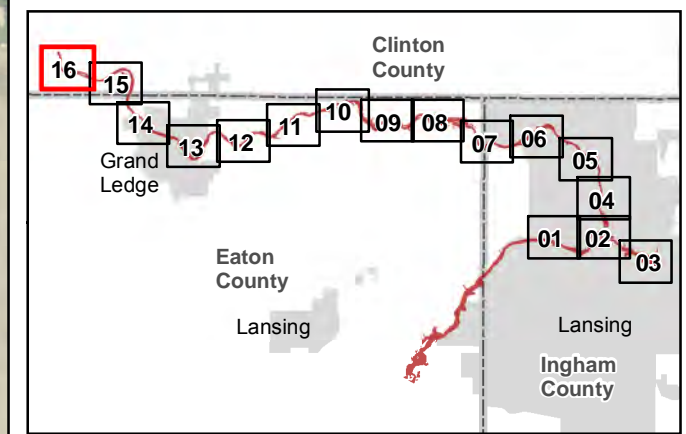 Clinton
County
16
15
14
13
12
11
10
09
08
07
06
05
04
01
02
03
Grand
Ledge
Eaton
County
Lansing
Lansing
Ingham
County